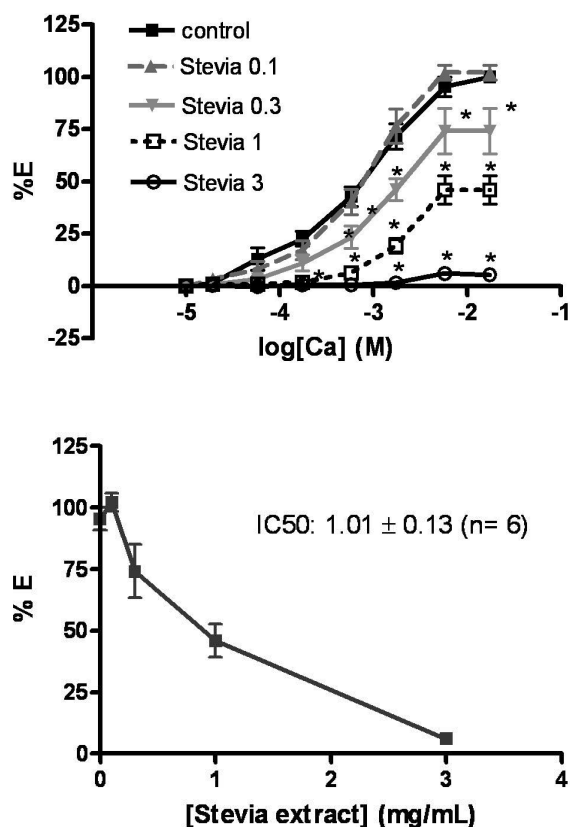 control
Stevia 0.1
Stevia 0.3
Stevia 1
Stevia 3
%E
125
100
75
50
25
0
-25
-5 -4 -3 -2 -1
* *
* * *
* * *
* * * * *
log[Ca] (M)
% E
125
100
75
50
25
0
IC50: 1.01 ± 0.13 (n= 6)
0 1 2 3 4
[Stevia extract] (mg/mL)